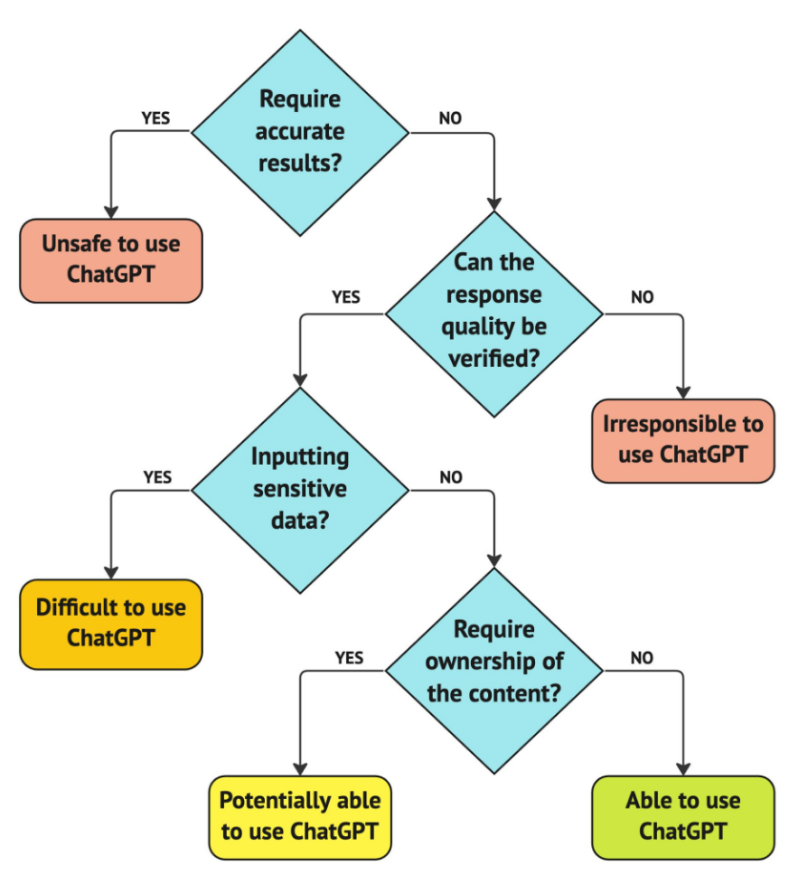 Require
accurate
results?
YES
NO
Unsafe to use
ChatGPT
Can the
response
quality be
verified?
YES
NO
Irresponsible to
use ChatGPT
Inputting
sensitive
data?
YES
NO
Difficult to use
ChatGPT
Require
ownership of
the content?
YES
NO
Potentially able
to use ChatGPT
Able to use
ChatGPT